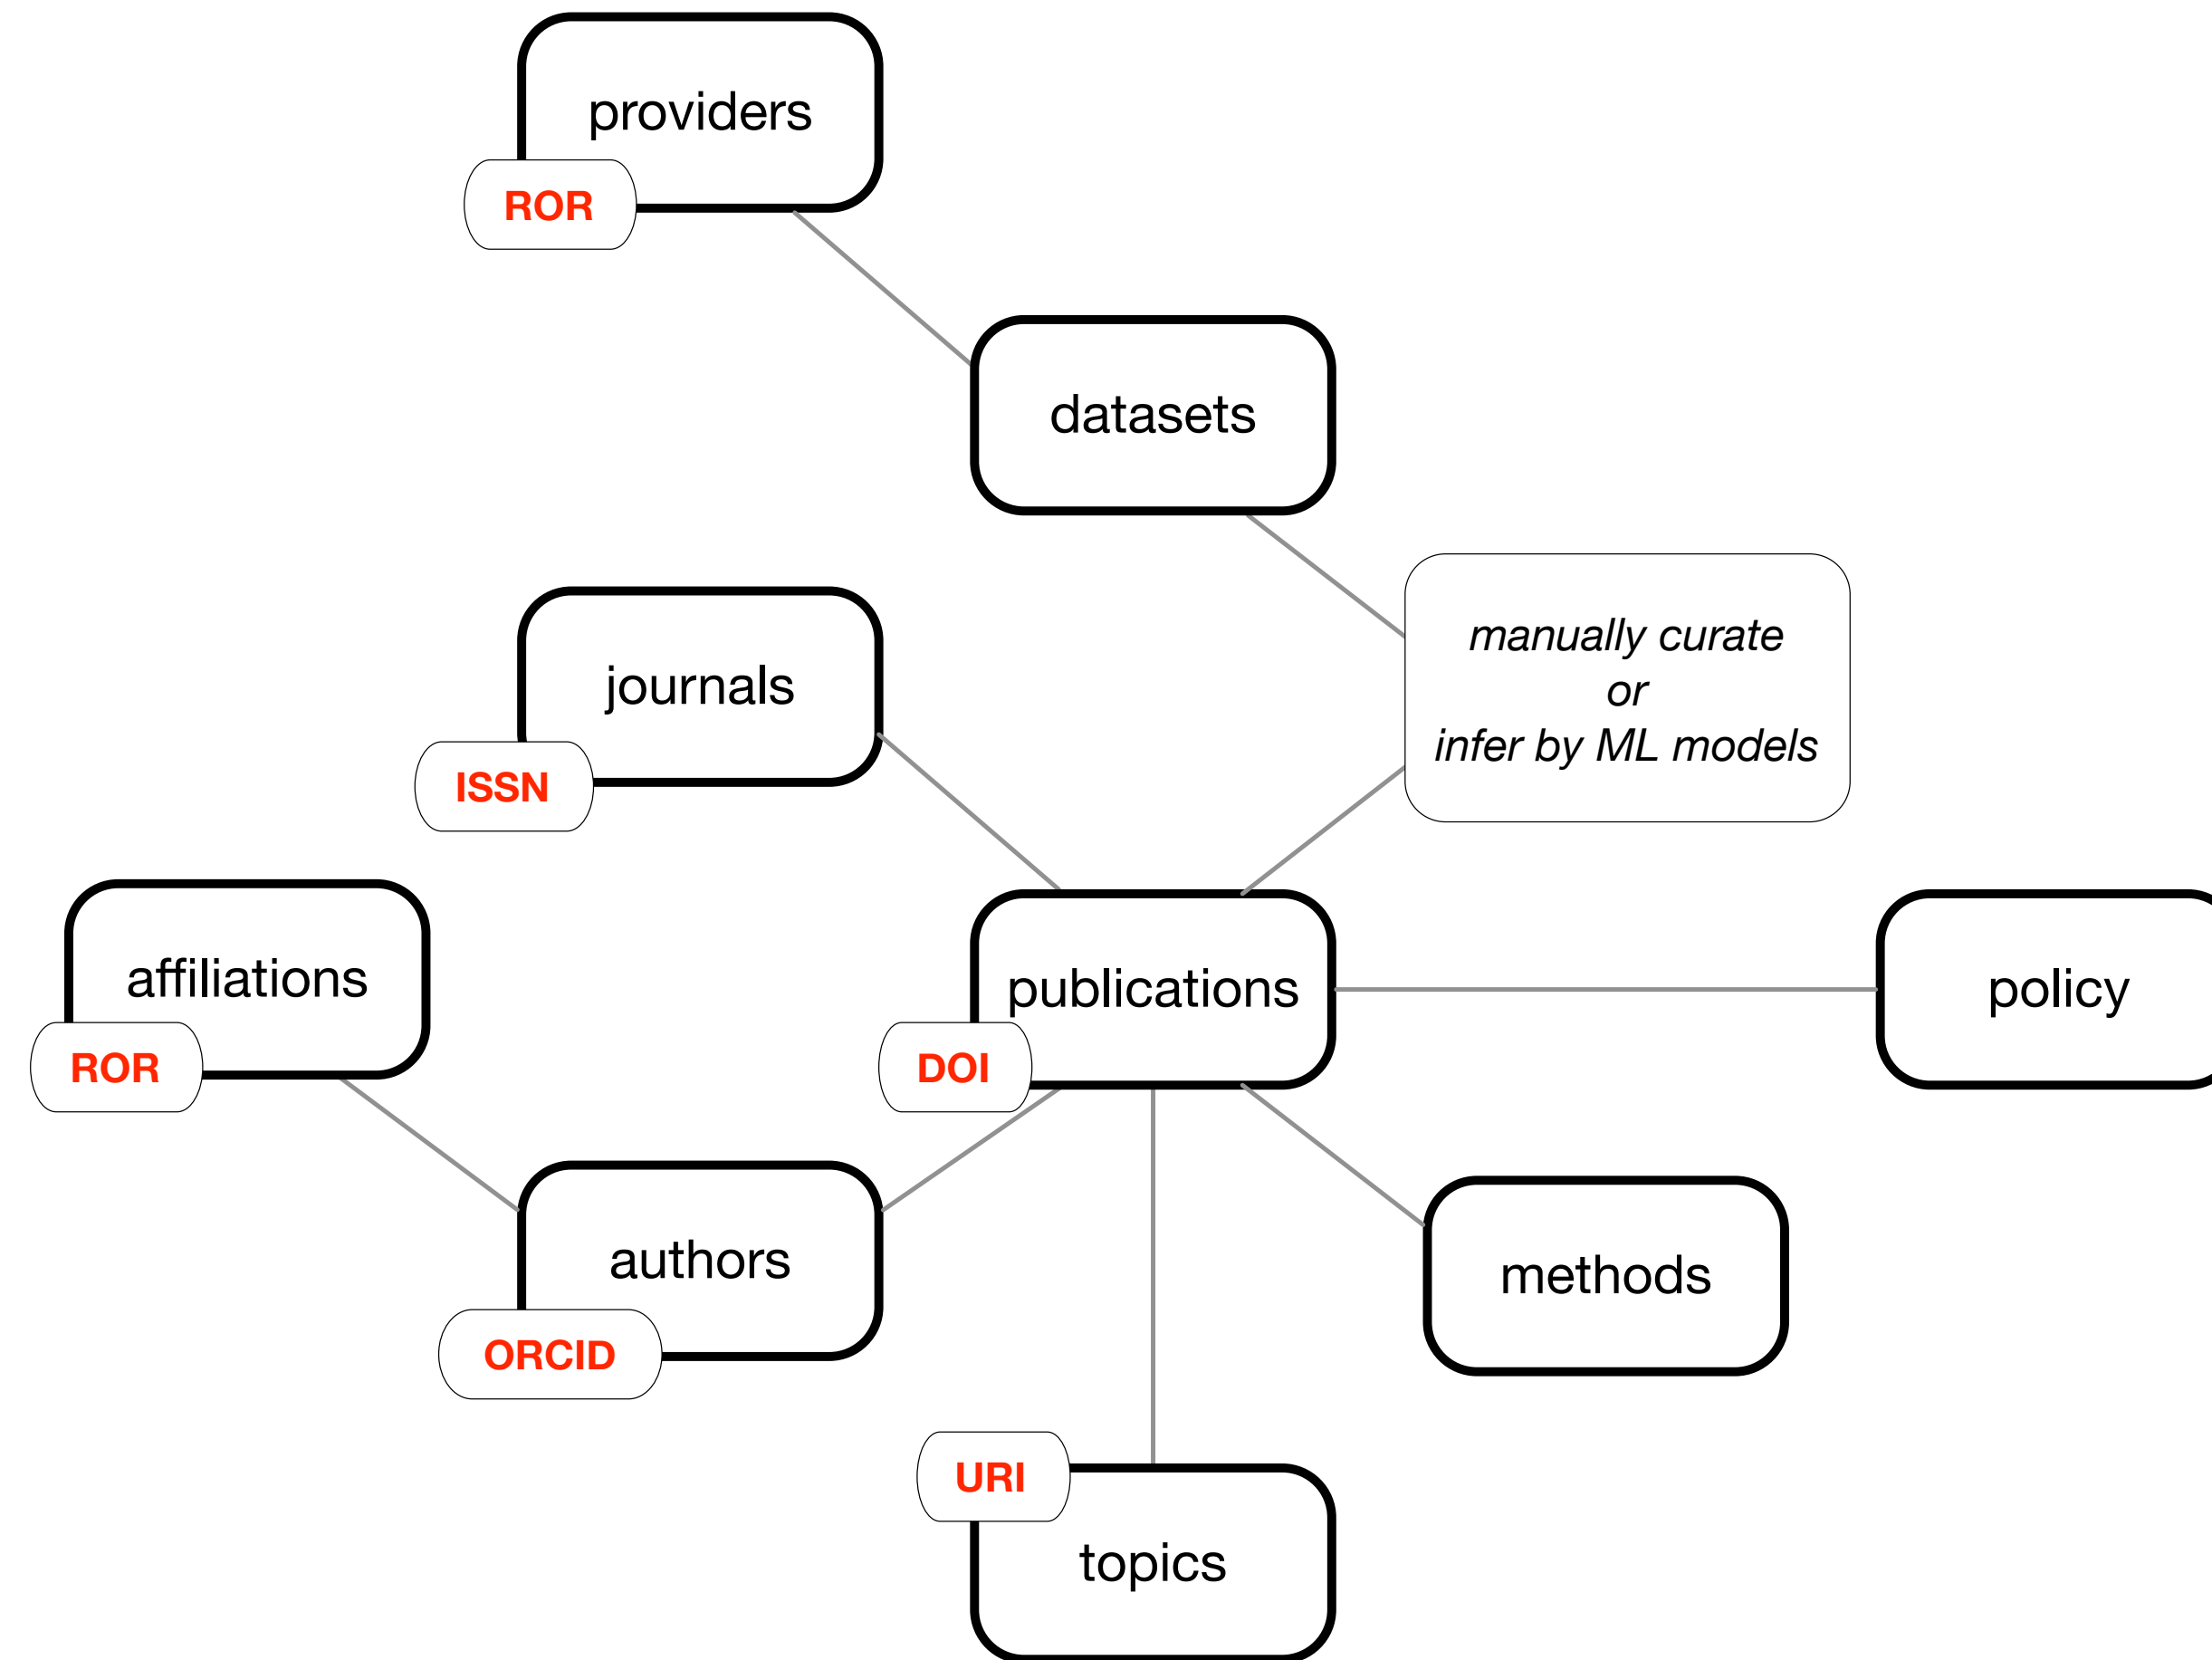 providers
ROR
datasets
manually curate
or
infer by ML models
journals
ISSN
affiliations
ROR
publications
DOI
policy
authors
ORCID
methods
URI
topics